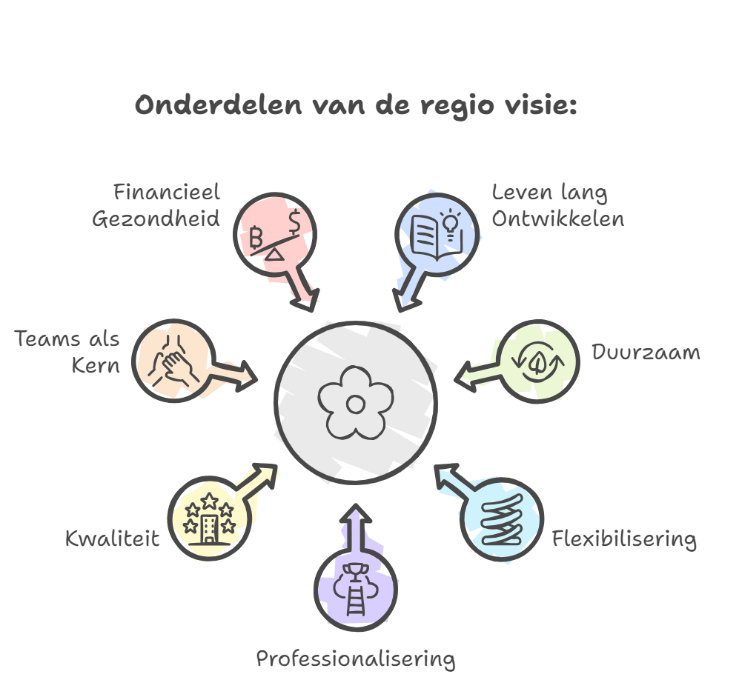 Onderdelen van de regio visie:
Financieel
Gezondheid
Leven lang
Ontwikkelen
Teams als
Kern
Duurzaam
Kwaliteit
Flexibilisering
Professionalisering